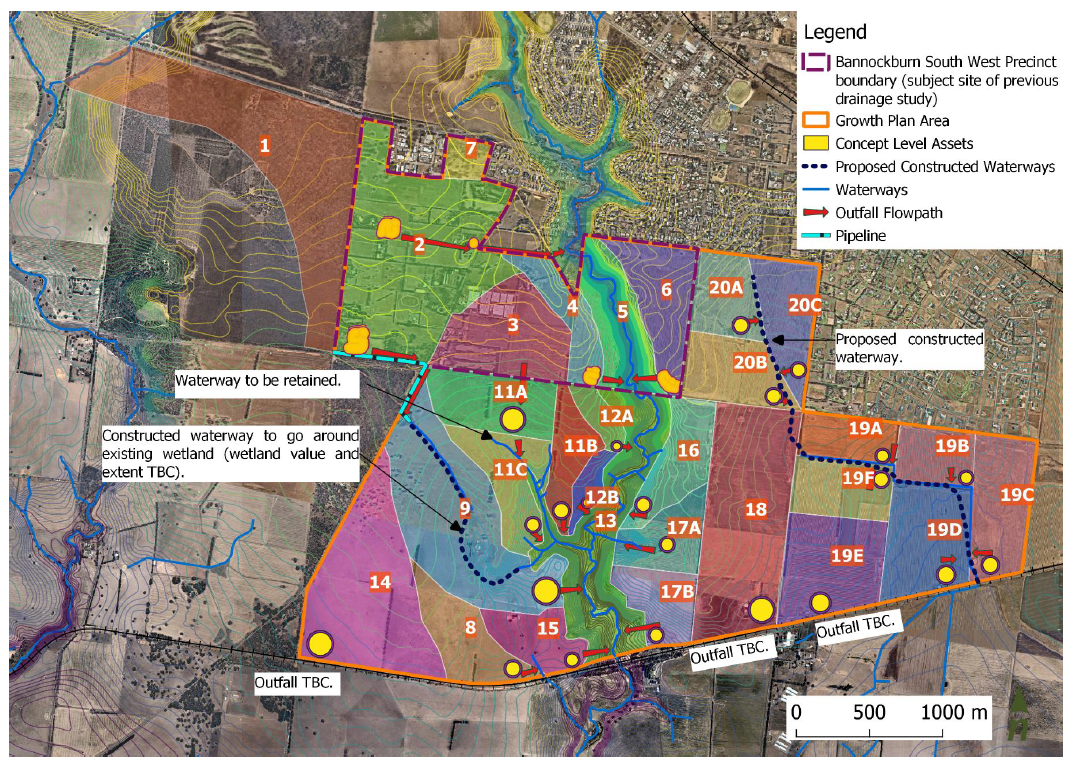 Legend
Bannockburn South West Precinct
boundary (subject site of previous
drainage study)
Growth Plan Area
Concept Level Assets
Proposed Constructed Waterways
Waterways
Outfall Flowpath
Pipeline
1
7
2
3
4
5
6
20A
20C
20B
Proposed constructed
waterway.
Waterway to be retained.
Constructed waterway to go around
existing wetland (wetland value and
extent TBC).
11A
12A
11B
11C
16
9
12B
13
17A
18
19A
19B
19F
19C
19D
19E
14
8
15
17B
Outfall TBC.
Outfall TBC.
Outfall TBC.
0 500 1000 m